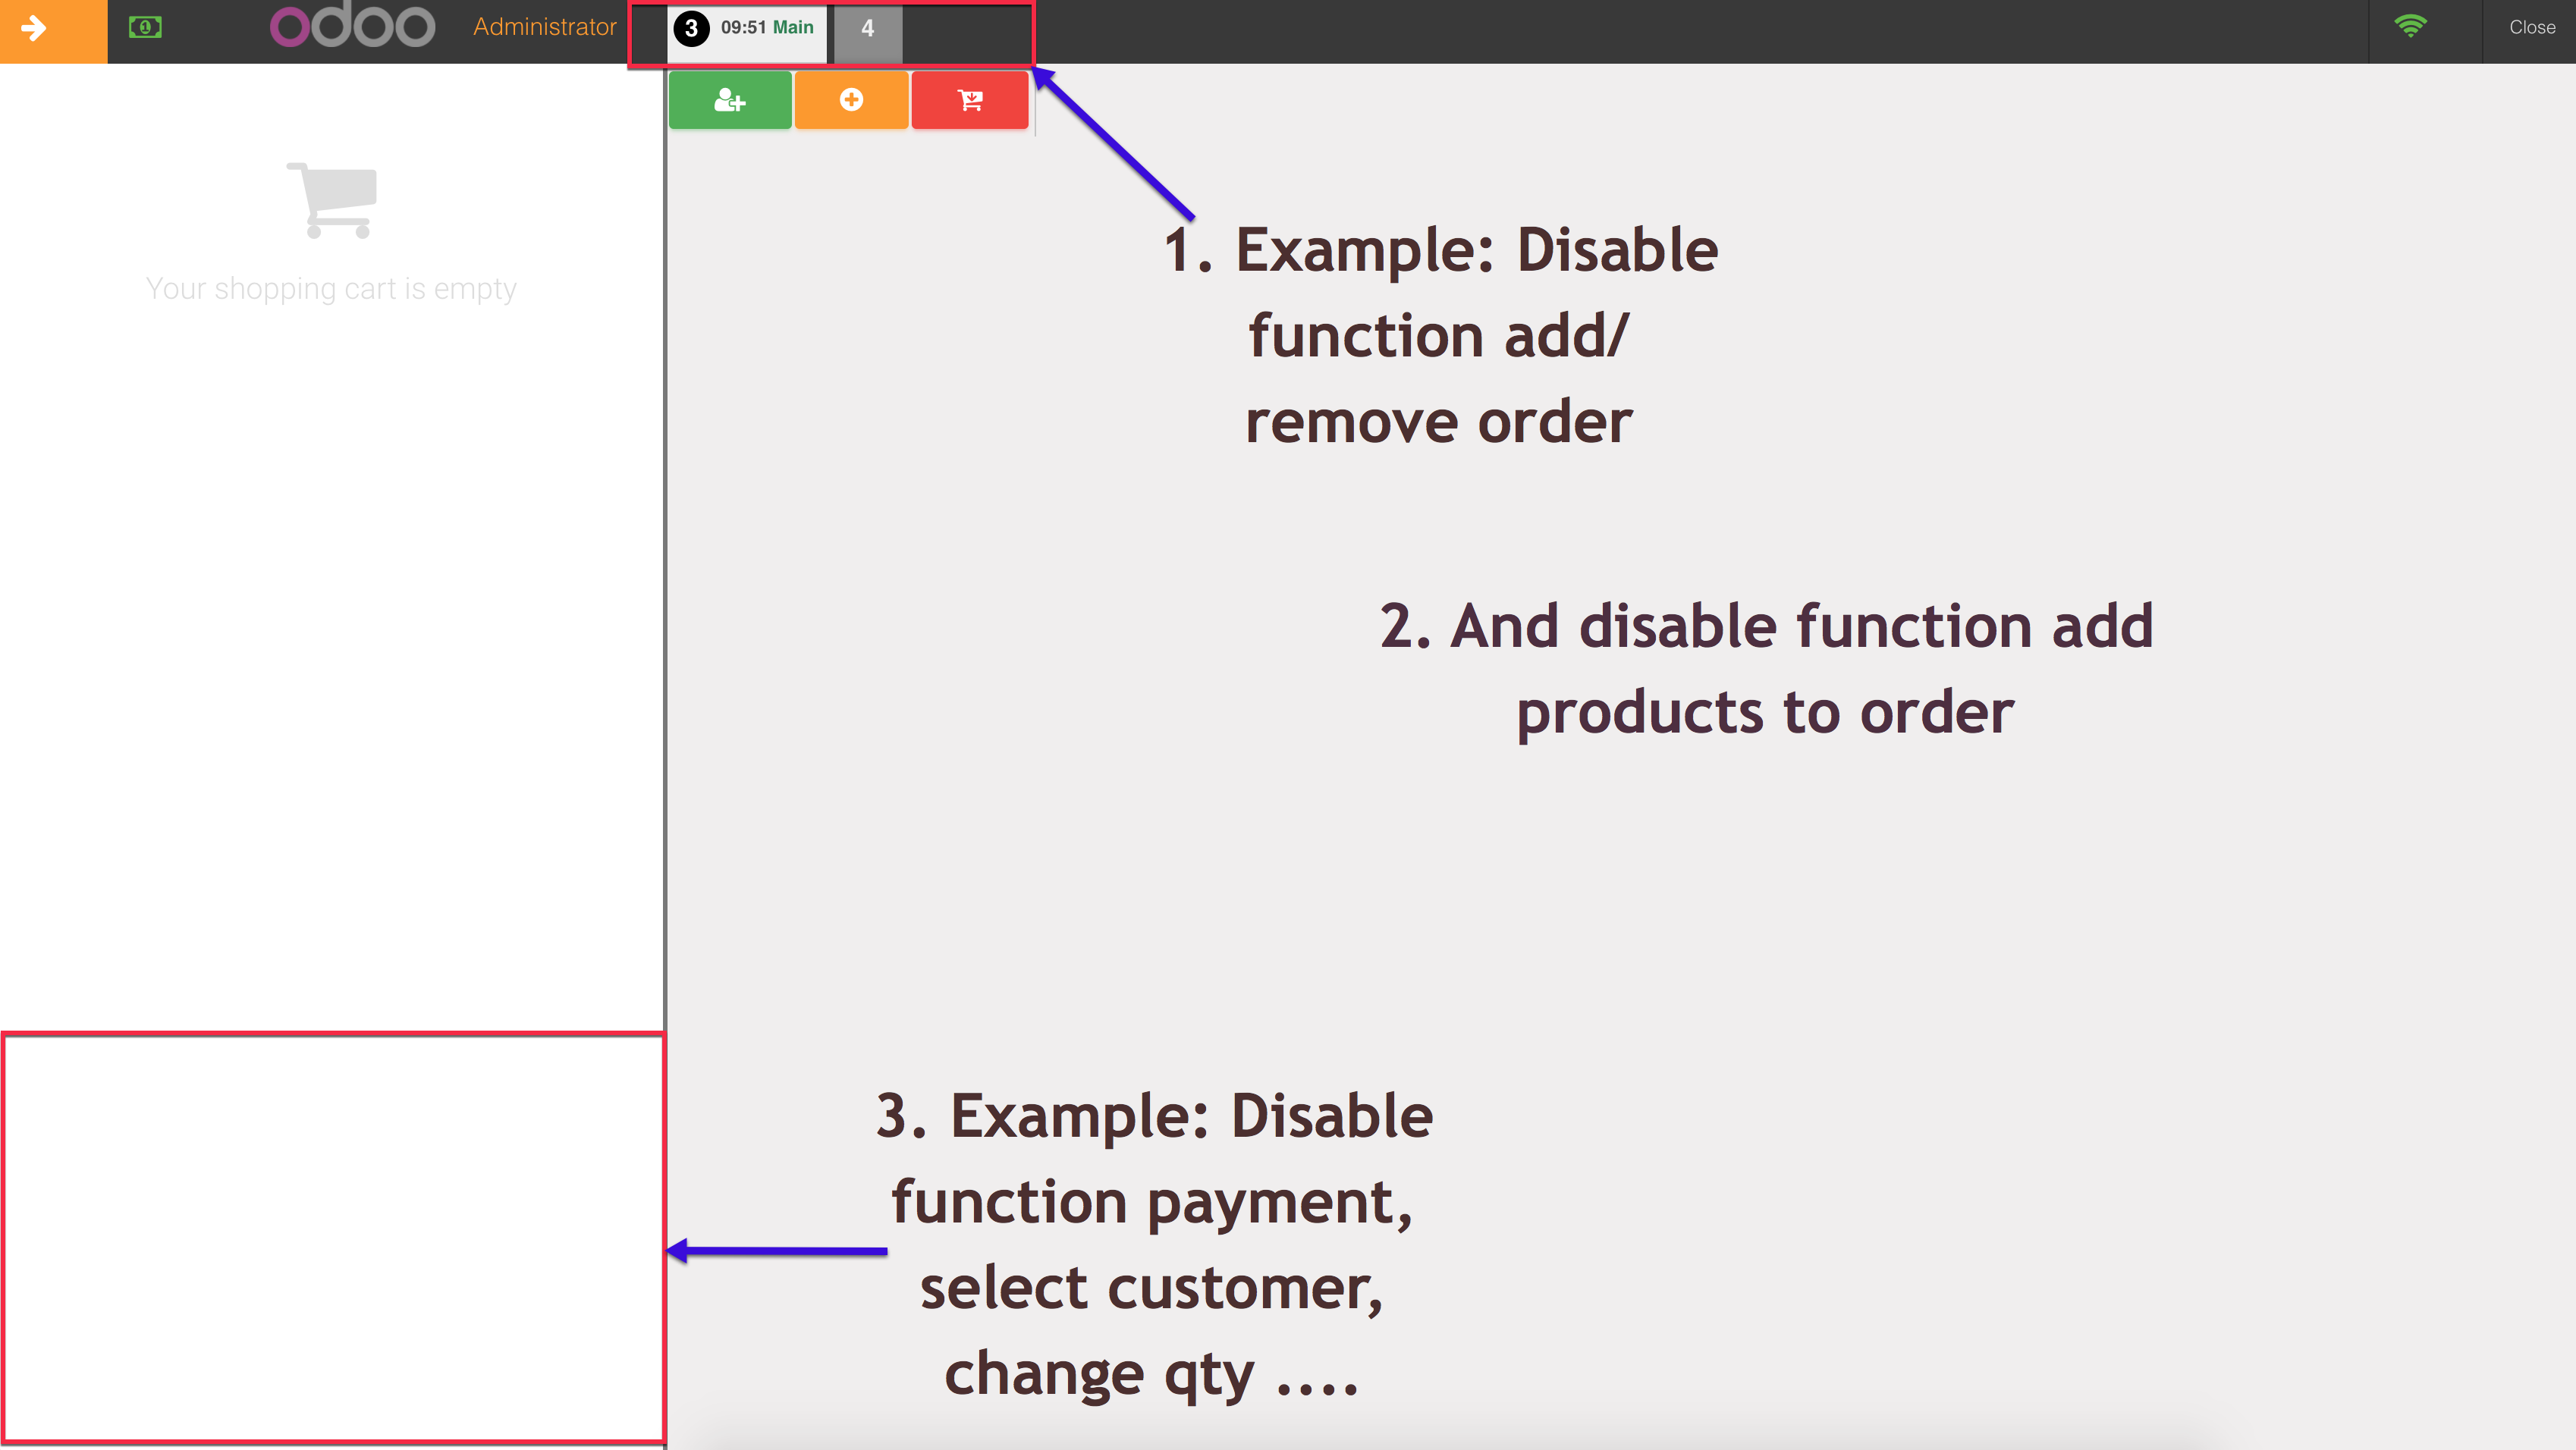 odoo
Administrator
3 09:51 Main
4
Close
Your shopping cart is empty
1. Example: Disable
function add/
remove order
2. And disable function add
products to order
3. Example: Disable
function payment,
select customer,
change qty ....